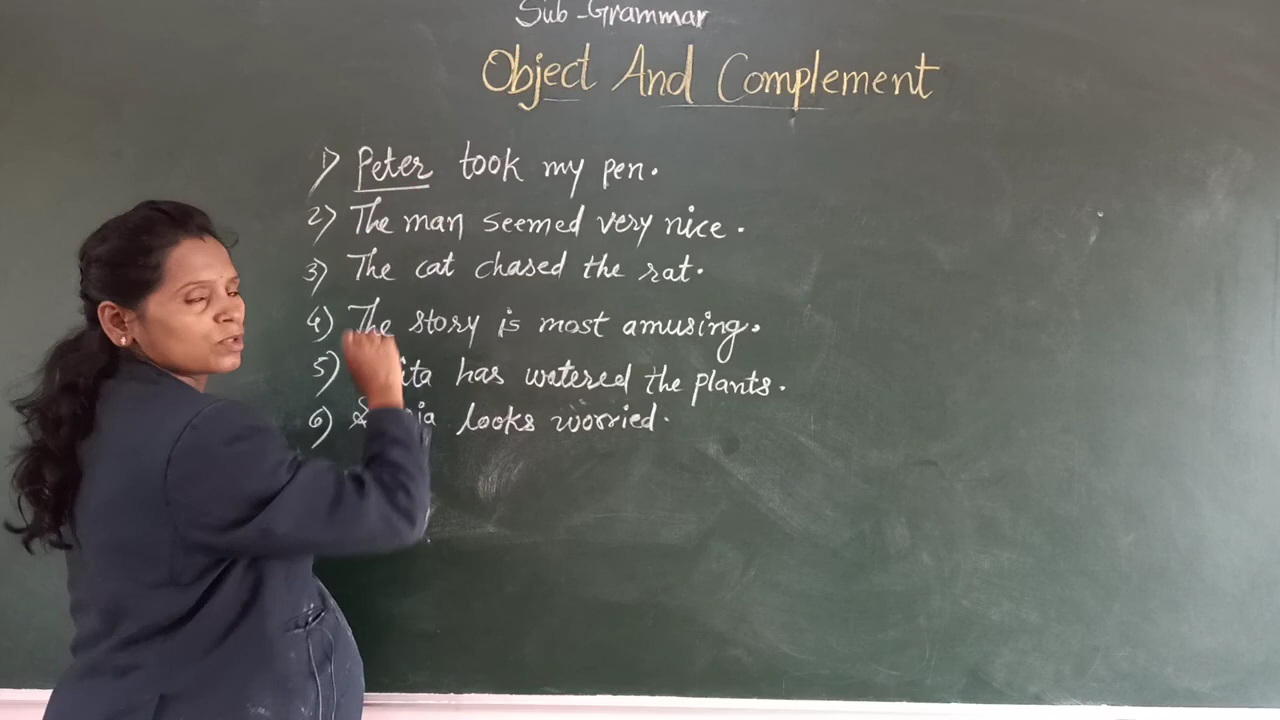 Sub-Grammar
Object And Complement
1) Peter took my pen.
2) The man seemed very nice.
3) The cat chased the rat.
4) The story is most amusing.
5) has watered the plants.
6) looks worried.